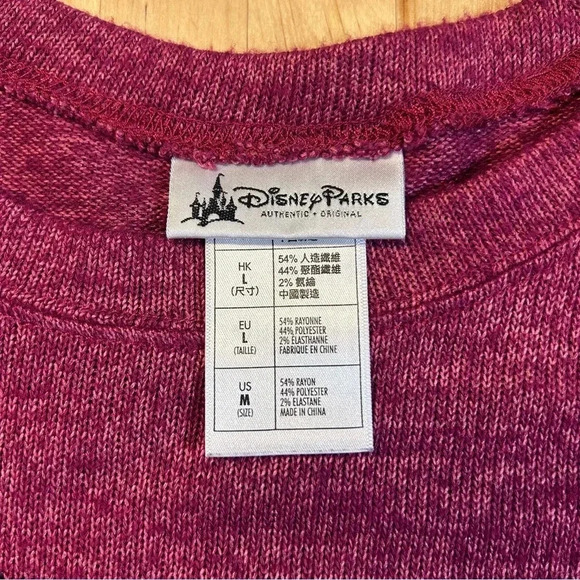 Disney Parks
AUTHENTIC • ORIGINAL
HK
L
(尺寸)
54% 人造纖維
44% 聚酯纖維
2% 氨綸
中國製造
EU
L
(TAILLE)
54% RAYONNE
44% POLYESTER
2% ELASTHANNE
FABRIQUE EN CHINE
US
M
(SIZE)
54% RAYON
44% POLYESTER
2% ELASTANE
MADE IN CHINA